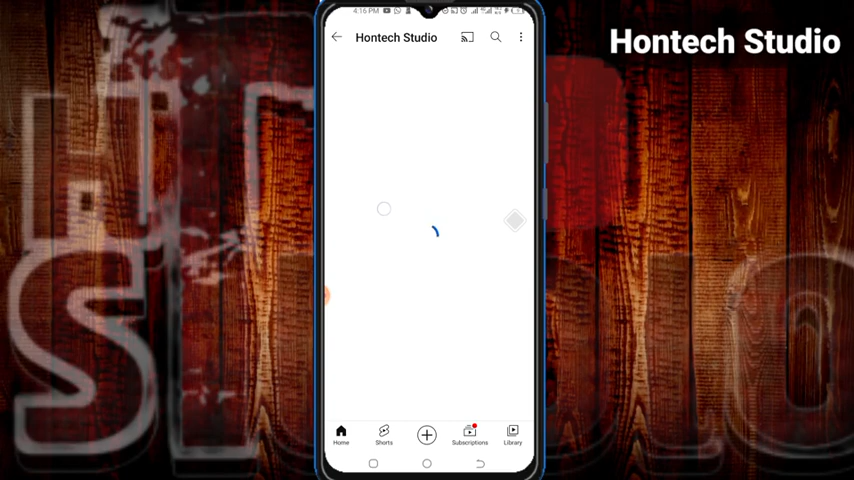 Hontech Studio
4:16 PM
Hontech Studio
Home
Shorts
Subscriptions
Library